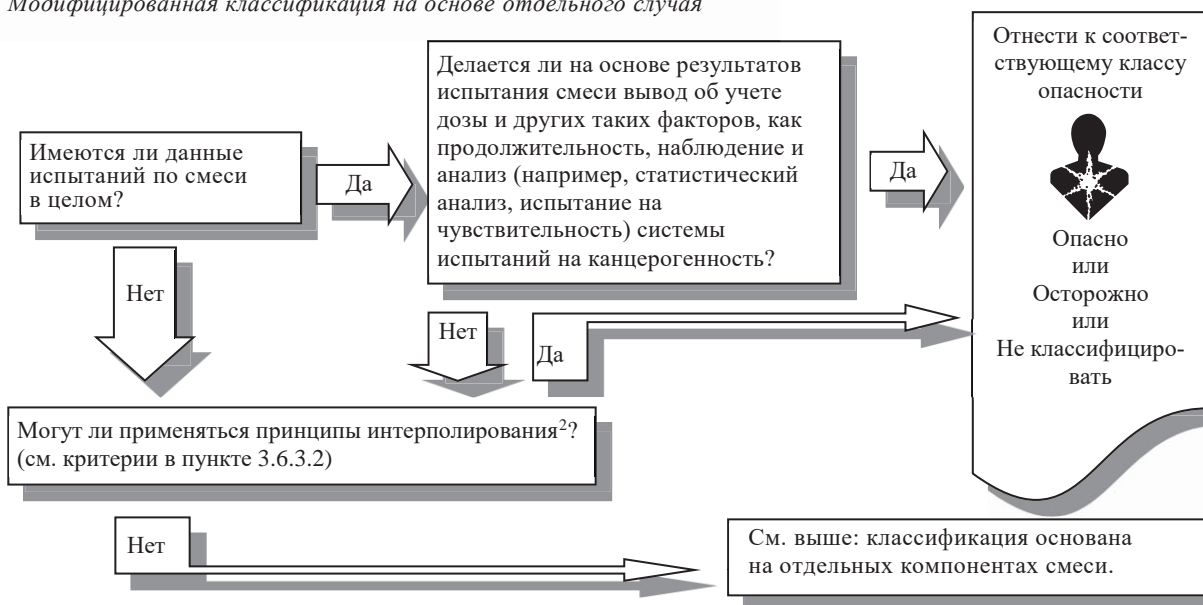 Модифицированная классификация на основе отдельного случая
Имеются ли данные
испытаний по смеси
в целом?
Да
Делается ли на основе результатов
испытания смеси вывод об учете
дозы и других таких факторов, как
продолжительность, наблюдение и
анализ (например, статистический
анализ, испытание на
чувствительность) системы
испытаний на канцерогенность?
Да
Отнести к соответ-
ствующему классу
опасности
Опасно
или
Осторожно
или
Не классифициро-
вать
Нет
Нет
Да
Могут ли применяться принципы интерполирования²?
(см. критерии в пункте 3.6.3.2)
Нет
См. выше: классификация основана
на отдельных компонентах смеси.